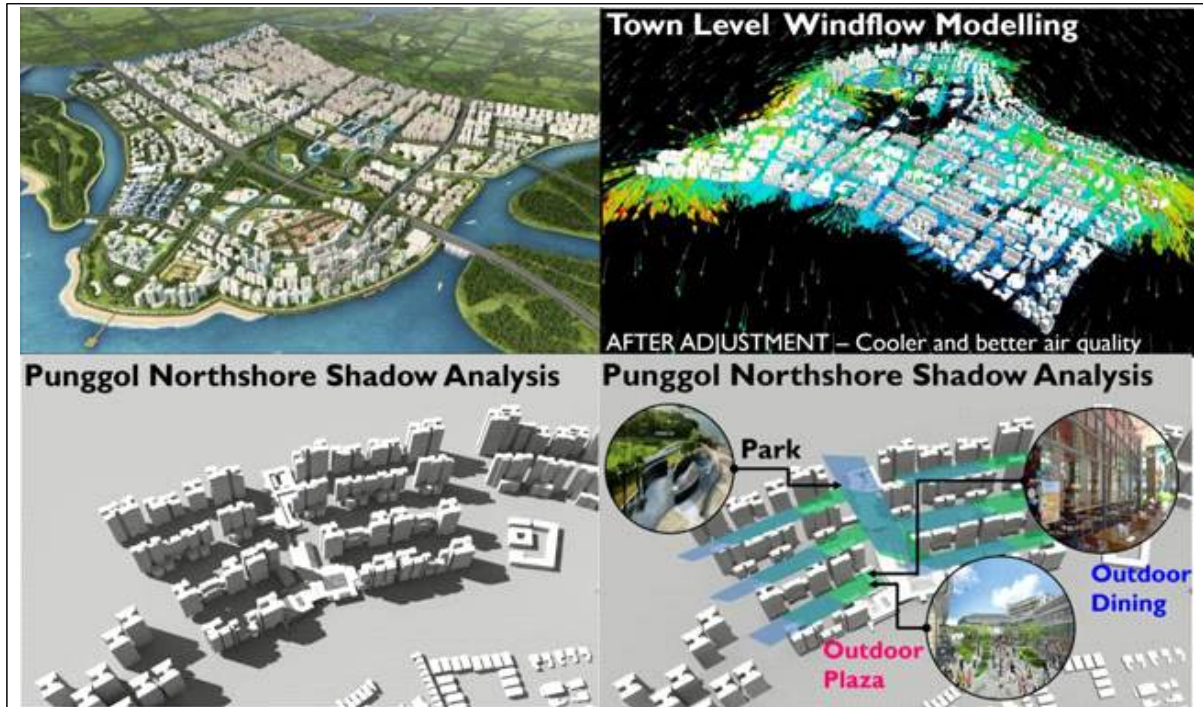 Town Level Windflow Modelling
AFTER ADJUSTMENT – Cooler and better air quality
Punggol Northshore Shadow Analysis
Punggol Northshore Shadow Analysis
Park
Outdoor
Dining
Outdoor
Plaza